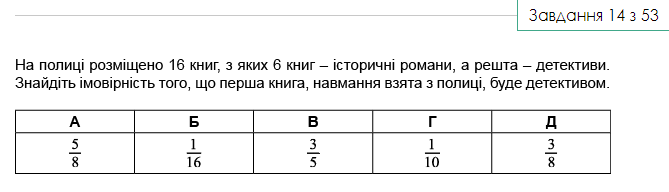 Завдання 14 з 53
На полиці розміщено 16 книг, з яких 6 книг – історичні романи, а решта – детективи.
Знайдіть імовірність того, що перша книга, навмання взята з полиці, буде детективом.
А Б В Г Д
5/8 1/16 3/5 1/10 3/8